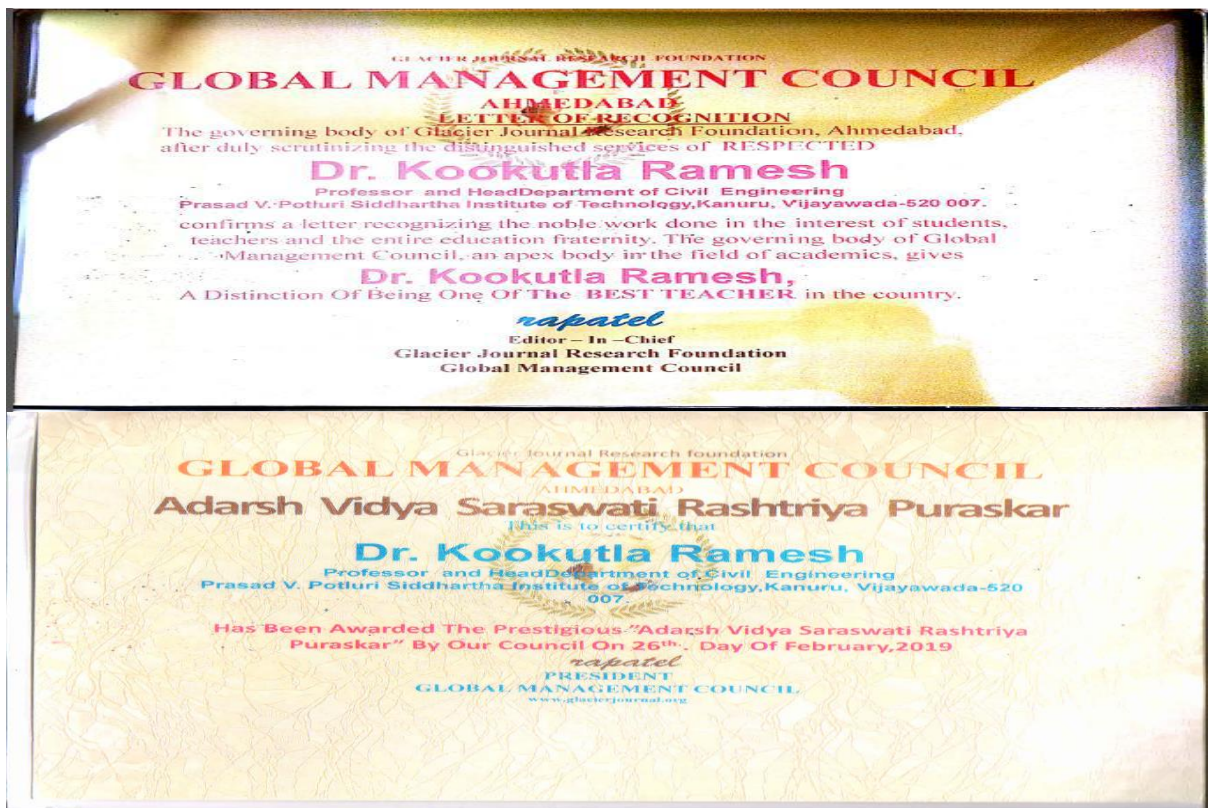 GLACIER JOURNAL RESEARCH FOUNDATION
GLOBAL MANAGEMENT COUNCIL
AHMEDABAD
LETTER OF RECOGNITION
The governing body of Glacier Journal Research Foundation, Ahmedabad,
after duly scrutinizing the distinguished services of RESPECTED
Dr. Kookutla Ramesh
Professor and HeadDepartment of Civil Engineering
Prasad V. Potluri Siddhartha Institute of Technology,Kanuru, Vijayawada-520 007.
confirms a letter recognizing the noble work done in the interest of students,
teachers and the entire education fraternity. The governing body of Global
Management Council, an apex body in the field of academics, gives
Dr. Kookutla Ramesh,
A Distinction Of Being One Of The BEST TEACHER in the country.
rapatel
Editor – In –Chief
Glacier Journal Research Foundation
Global Management Council
Glacier Journal Research foundation
GLOBAL MANAGEMENT COUNCIL
AHMEDABAD
Adarsh Vidya Saraswati Rashtriya Puraskar
This is to certify that
Dr. Kookutla Ramesh
Professor and HeadDepartment of Civil Engineering
Prasad V. Potluri Siddhartha Institute of Technology,Kanuru, Vijayawada-520
007.
Has Been Awarded The Prestigious "Adarsh Vidya Saraswati Rashtriya
Puraskar" By Our Council On 26th. Day Of February,2019
rapatel
PRESIDENT
GLOBAL MANAGEMENT COUNCIL
www.glacierjournal.org